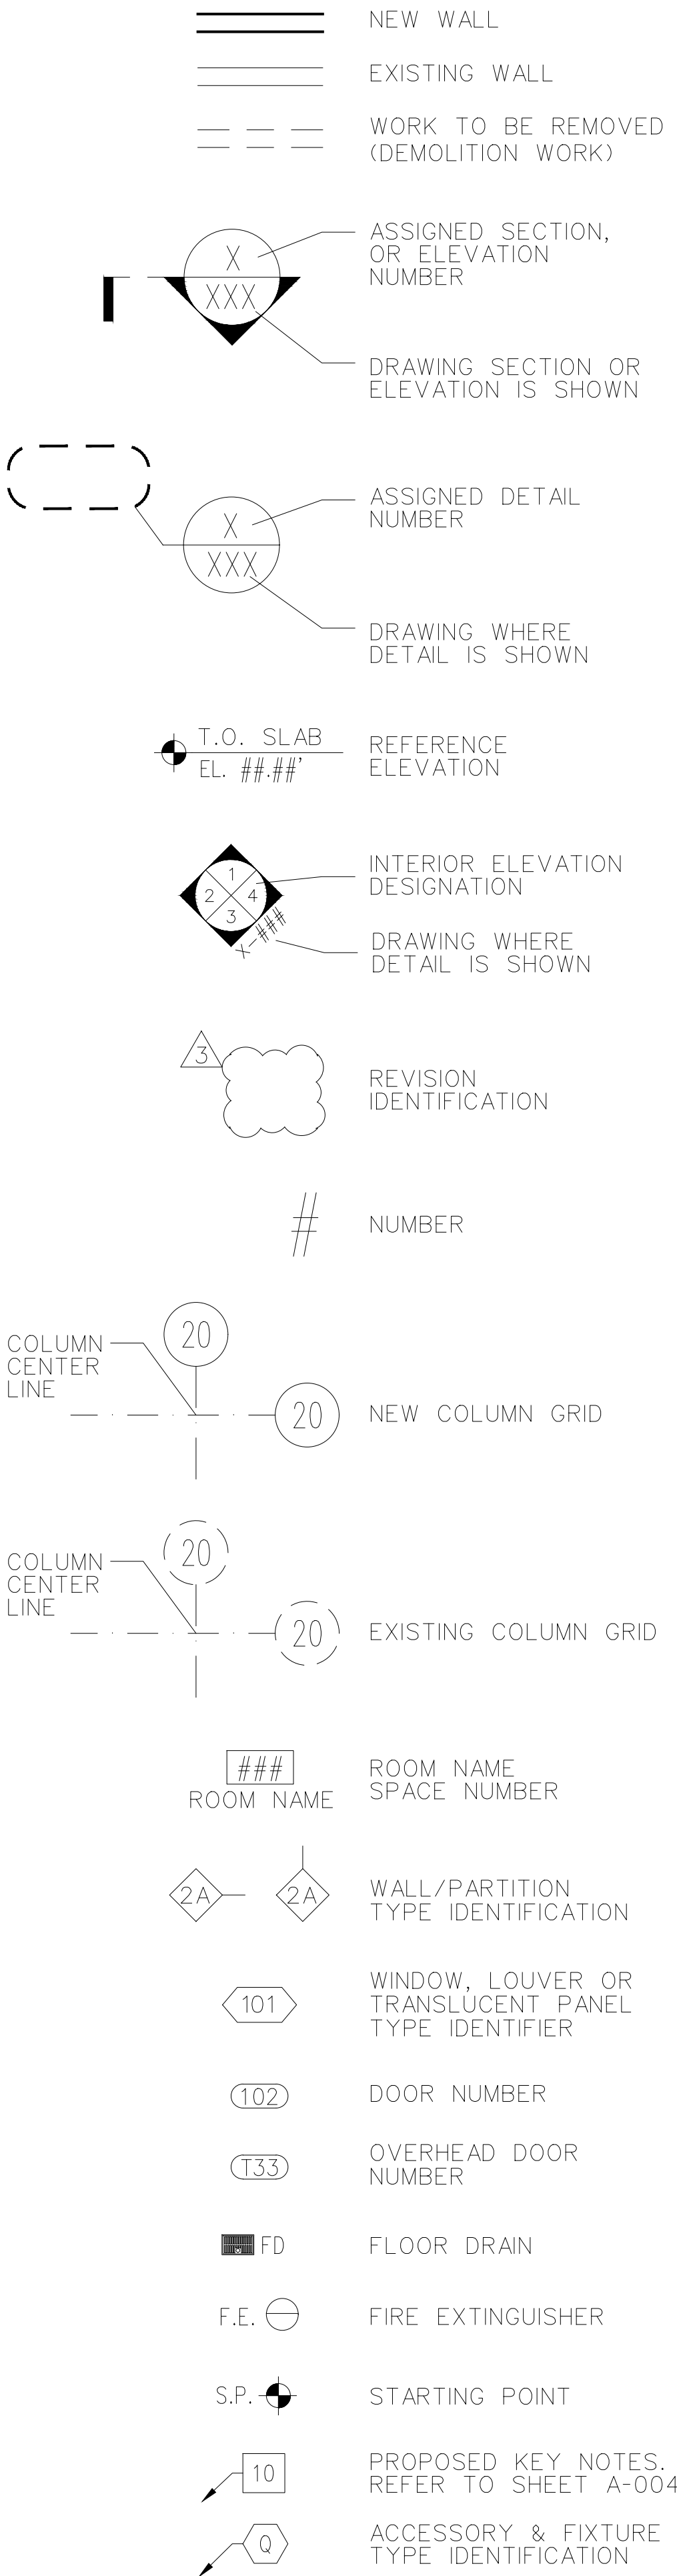 NEW WALL
EXISTING WALL
WORK TO BE REMOVED
(DEMOLITION WORK)
X
XXX
ASSIGNED SECTION,
OR ELEVATION
NUMBER
DRAWING SECTION OR
ELEVATION IS SHOWN
X
XXX
ASSIGNED DETAIL
NUMBER
DRAWING WHERE
DETAIL IS SHOWN
T.O. SLAB
EL. ##.##'
REFERENCE
ELEVATION
1
2 4
3
X-###
INTERIOR ELEVATION
DESIGNATION
DRAWING WHERE
DETAIL IS SHOWN
3
REVISION
IDENTIFICATION
#
NUMBER
20
COLUMN
CENTER
LINE
20
NEW COLUMN GRID
20
COLUMN
CENTER
LINE
20
EXISTING COLUMN GRID
###
ROOM NAME
ROOM NAME
SPACE NUMBER
2A
2A
WALL/PARTITION
TYPE IDENTIFICATION
101
WINDOW, LOUVER OR
TRANSLUCENT PANEL
TYPE IDENTIFIER
102
DOOR NUMBER
T33
OVERHEAD DOOR
NUMBER
FD
FLOOR DRAIN
F.E.
FIRE EXTINGUISHER
S.P.
STARTING POINT
10
PROPOSED KEY NOTES.
REFER TO SHEET A-004
Q
ACCESSORY & FIXTURE
TYPE IDENTIFICATION